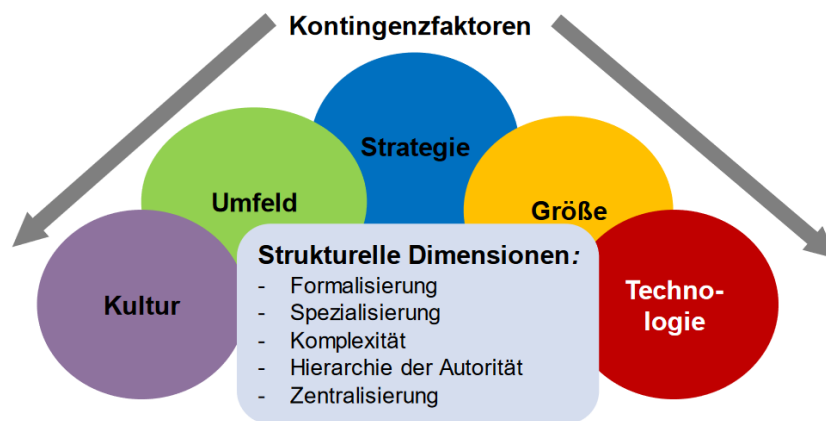 Kontingenzfaktoren
Strategie
Umfeld
Größe
Kultur
Strukturelle Dimensionen:
- Formalisierung
- Spezialisierung
- Komplexität
- Hierarchie der Autorität
- Zentralisierung
Techno-
logie